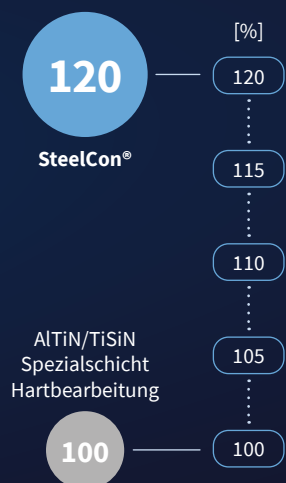 [%]
120
120
SteelCon®
115
110
AlTiN/TiSiN
Spezialschicht
Hartbearbeitung
105
100
100